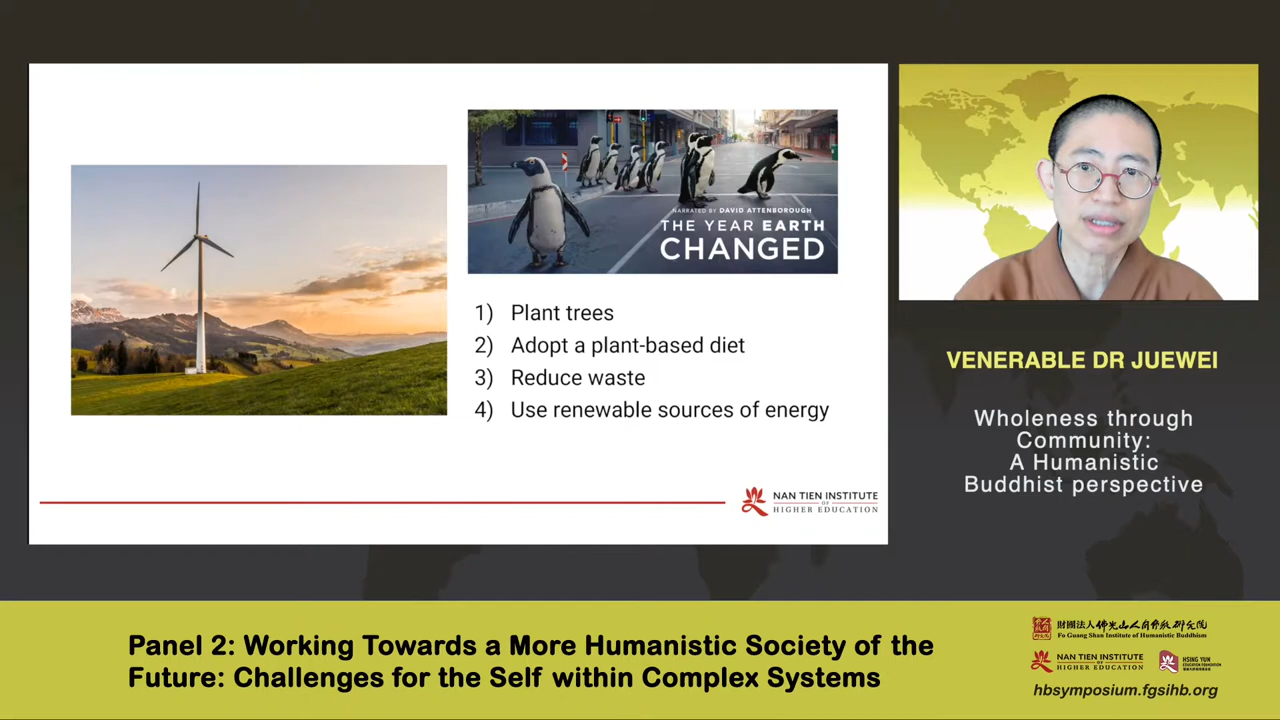 NARRATED BY DAVID ATTENBOROUGH
THE YEAR EARTH
CHANGED
1) Plant trees
2) Adopt a plant-based diet
3) Reduce waste
4) Use renewable sources of energy
NAN TIEN INSTITUTE
OF
HIGHER EDUCATION
VENERABLE DR JUEWEI
Wholeness through
Community:
A Humanistic
Buddhist perspective
Panel 2: Working Towards a More Humanistic Society of the
Future: Challenges for the Self within Complex Systems
財團法人佛光山人間佛教研究院
Fo Guang Shan Institute of Humanistic Buddhism
NAN TIEN INSTITUTE
OF
HIGHER EDUCATION
HSING YUN
EDUCATION FOUNDATION
hbsymposium.fgsihb.org